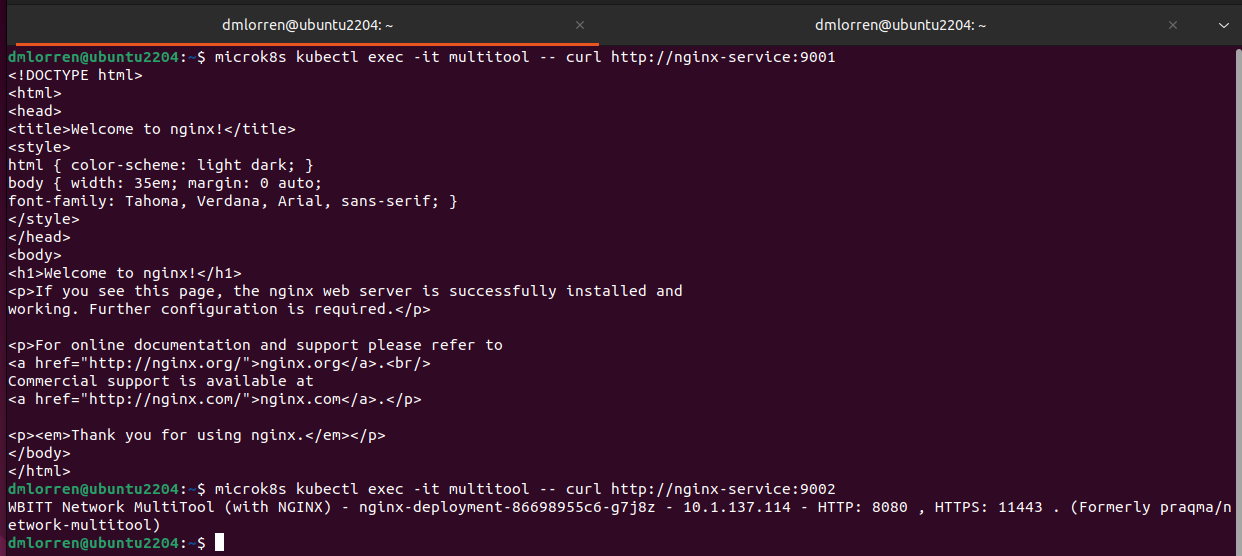 dmlorren@ubuntu2204: ~
dmlorren@ubuntu2204: ~
dmlorren@ubuntu2204:~$ microk8s kubectl exec -it multitool -- curl http://nginx-service:9001
<!DOCTYPE html>
<html>
<head>
<title>Welcome to nginx!</title>
<style>
html { color-scheme: light dark; }
body { width: 35em; margin: 0 auto;
font-family: Tahoma, Verdana, Arial, sans-serif; }
</style>
</head>
<body>
<h1>Welcome to nginx!</h1>
<p>If you see this page, the nginx web server is successfully installed and
working. Further configuration is required.</p>

<p>For online documentation and support please refer to
<a href="http://nginx.org/">nginx.org</a>.<br/>
Commercial support is available at
<a href="http://nginx.com/">nginx.com</a>.</p>

<p><em>Thank you for using nginx.</em></p>
</body>
</html>
dmlorren@ubuntu2204:~$ microk8s kubectl exec -it multitool -- curl http://nginx-service:9002
WBITT Network MultiTool (with NGINX) - nginx-deployment-86698955c6-g7j8z - 10.1.137.114 - HTTP: 8080 , HTTPS: 11443 . (Formerly praqma/n
etwork-multitool)
dmlorren@ubuntu2204:~$